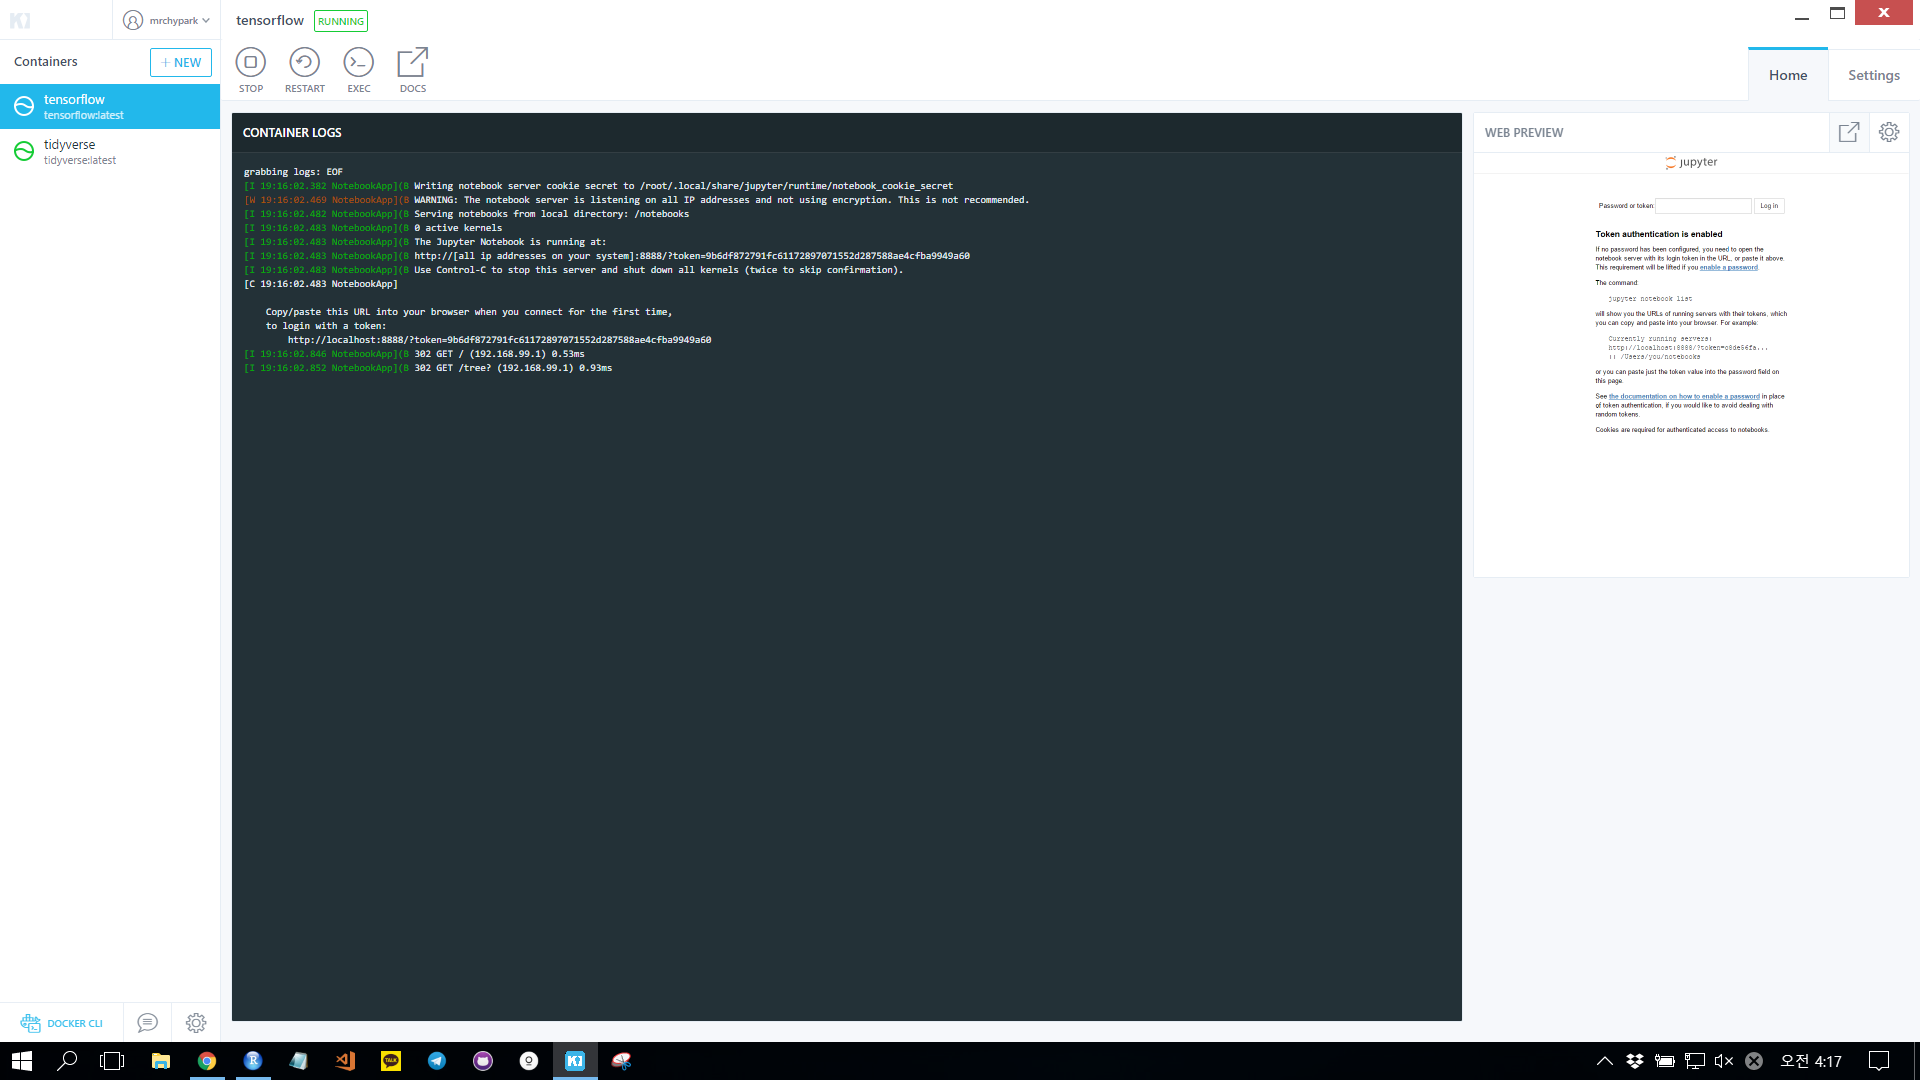 mrchypark
tensorflow RUNNING
Containers
+ NEW
STOP RESTART EXEC DOCS
Home Settings
tensorflow
tensorflow:latest
tidyverse
tidyverse:latest
CONTAINER LOGS
grabbing logs: EOF
[I 19:16:02.382 NotebookApp](B Writing notebook server cookie secret to /root/.local/share/jupyter/runtime/notebook_cookie_secret
[W 19:16:02.469 NotebookApp](B WARNING: The notebook server is listening on all IP addresses and not using encryption. This is not recommended.
[I 19:16:02.482 NotebookApp](B Serving notebooks from local directory: /notebooks
[I 19:16:02.483 NotebookApp](B 0 active kernels
[I 19:16:02.483 NotebookApp](B The Jupyter Notebook is running at:
[I 19:16:02.483 NotebookApp](B http://[all ip addresses on your system]:8888/?token=9b6df872791fc61172897071552d287588ae4cfba9949a60
[I 19:16:02.483 NotebookApp](B Use Control-C to stop this server and shut down all kernels (twice to skip confirmation).
[C 19:16:02.483 NotebookApp]
Copy/paste this URL into your browser when you connect for the first time,
to login with a token:
http://localhost:8888/?token=9b6df872791fc61172897071552d287588ae4cfba9949a60
[I 19:16:02.846 NotebookApp](B 302 GET / (192.168.99.1) 0.53ms
[I 19:16:02.852 NotebookApp](B 302 GET /tree? (192.168.99.1) 0.93ms
WEB PREVIEW
jupyter
Password or token: Log in
Token authentication is enabled
If no password has been configured, you need to open the
notebook server with its login token in the URL, or paste it above.
This requirement will be lifted if you enable a password.
The command:
jupyter notebook list
will show you the URLs of running servers with their tokens, which
you can copy and paste into your browser. For example:
Currently running servers:
http://localhost:8888/?token=c8de56fa...
:: /Users/you/notebooks
or you can paste just the token value into the password field on
this page.
See the documentation on how to enable a password in place
of token authentication, if you would like to avoid dealing with
random tokens.
Cookies are required for authenticated access to notebooks.
DOCKER CLI
TALK
오전 4:17